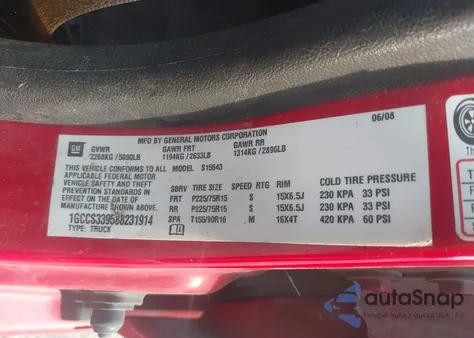 06/08
MFD BY GENERAL MOTORS CORPORATION
GM GVWR GAWR FRT GAWR RR
2268KG / 5000LB 1194KG / 2633LB 1314KG / 2896LB
THIS VEHICLE CONFORMS TO ALL MODEL S15643
APPLICABLE FEDERAL MOTOR
VEHICLE SAFETY AND THEFT
PREVENTION STANDARDS IN SBRV TIRE SIZE SPEED RTG RIM COLD TIRE PRESSURE
EFFECT ON THE DATE OF FRT P225/75R15 S 15X6.5J 230 KPA 33 PSI
MANUFACTURE SHOWN ABOVE. RR P225/75R15 S 15X6.5J 230 KPA 33 PSI
1GCCS339588231914 SPA T155/90R16 M 16X4T 420 KPA 60 PSI
TYPE: TRUCK
autoSnap